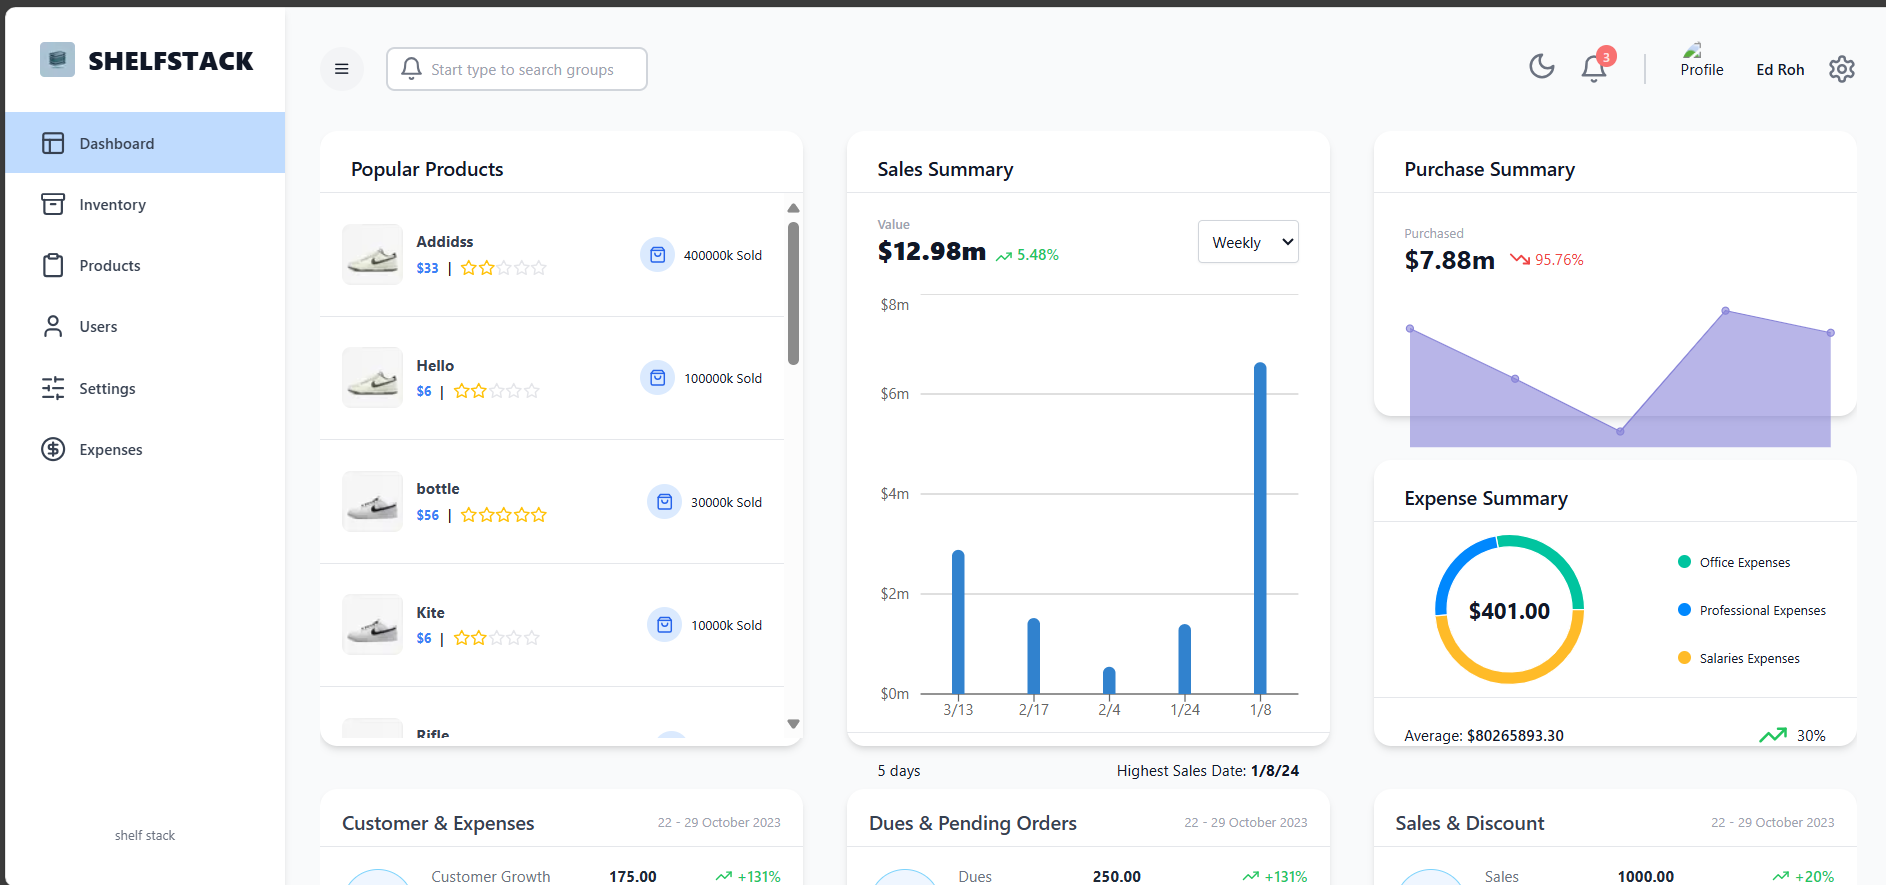 SHELFSTACK
Dashboard
Inventory
Products
Users
Settings
Expenses
shelf stack
Start type to search groups
3
Profile
Ed Roh
Popular Products
Addidss
$33 |
400000k Sold
Hello
$6 |
100000k Sold
bottle
$56 |
30000k Sold
Kite
$6 |
10000k Sold
Rifle
Sales Summary
Value
$12.98m 5.48%
Weekly
$8m
$6m
$4m
$2m
$0m
3/13 2/17 2/4 1/24 1/8
5 days Highest Sales Date: 1/8/24
Purchase Summary
Purchased
$7.88m 95.76%
Expense Summary
$401.00
Office Expenses
Professional Expenses
Salaries Expenses
Average: $80265893.30 30%
Customer & Expenses 22 - 29 October 2023
Customer Growth 175.00 +131%
Dues & Pending Orders 22 - 29 October 2023
Dues 250.00 +131%
Sales & Discount 22 - 29 October 2023
Sales 1000.00 +20%